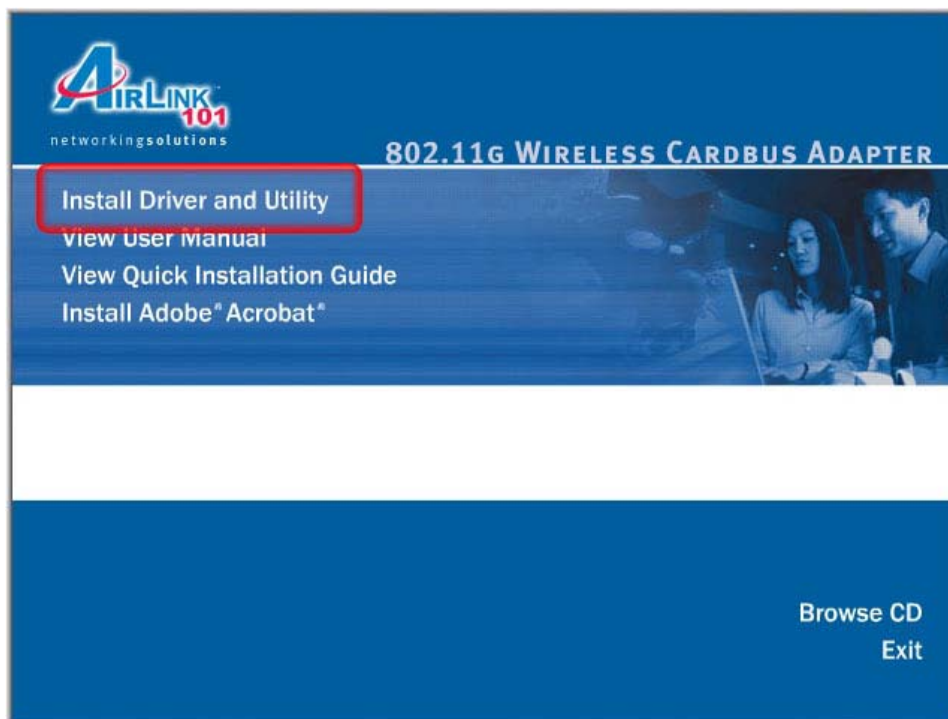 AIRLINK
101
networkingsolutions
802.11G WIRELESS CARDBUS ADAPTER
Install Driver and Utility
View User Manual
View Quick Installation Guide
Install Adobe® Acrobat®
Browse CD
Exit